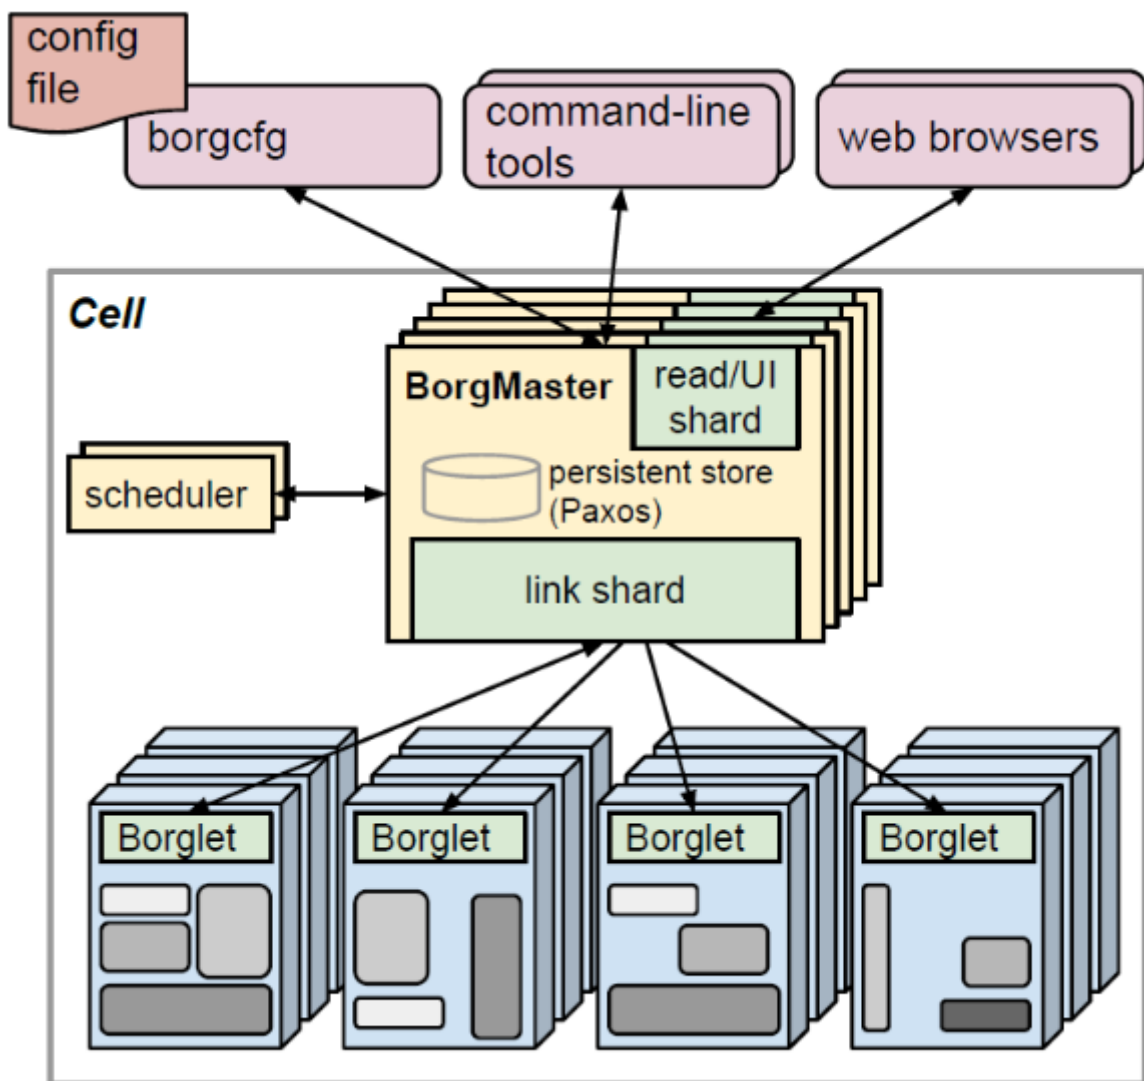 config
file
borgcfg
command-line
tools
web browsers
Cell
BorgMaster
read/UI
shard
scheduler
persistent store
(Paxos)
link shard
Borglet
Borglet
Borglet
Borglet